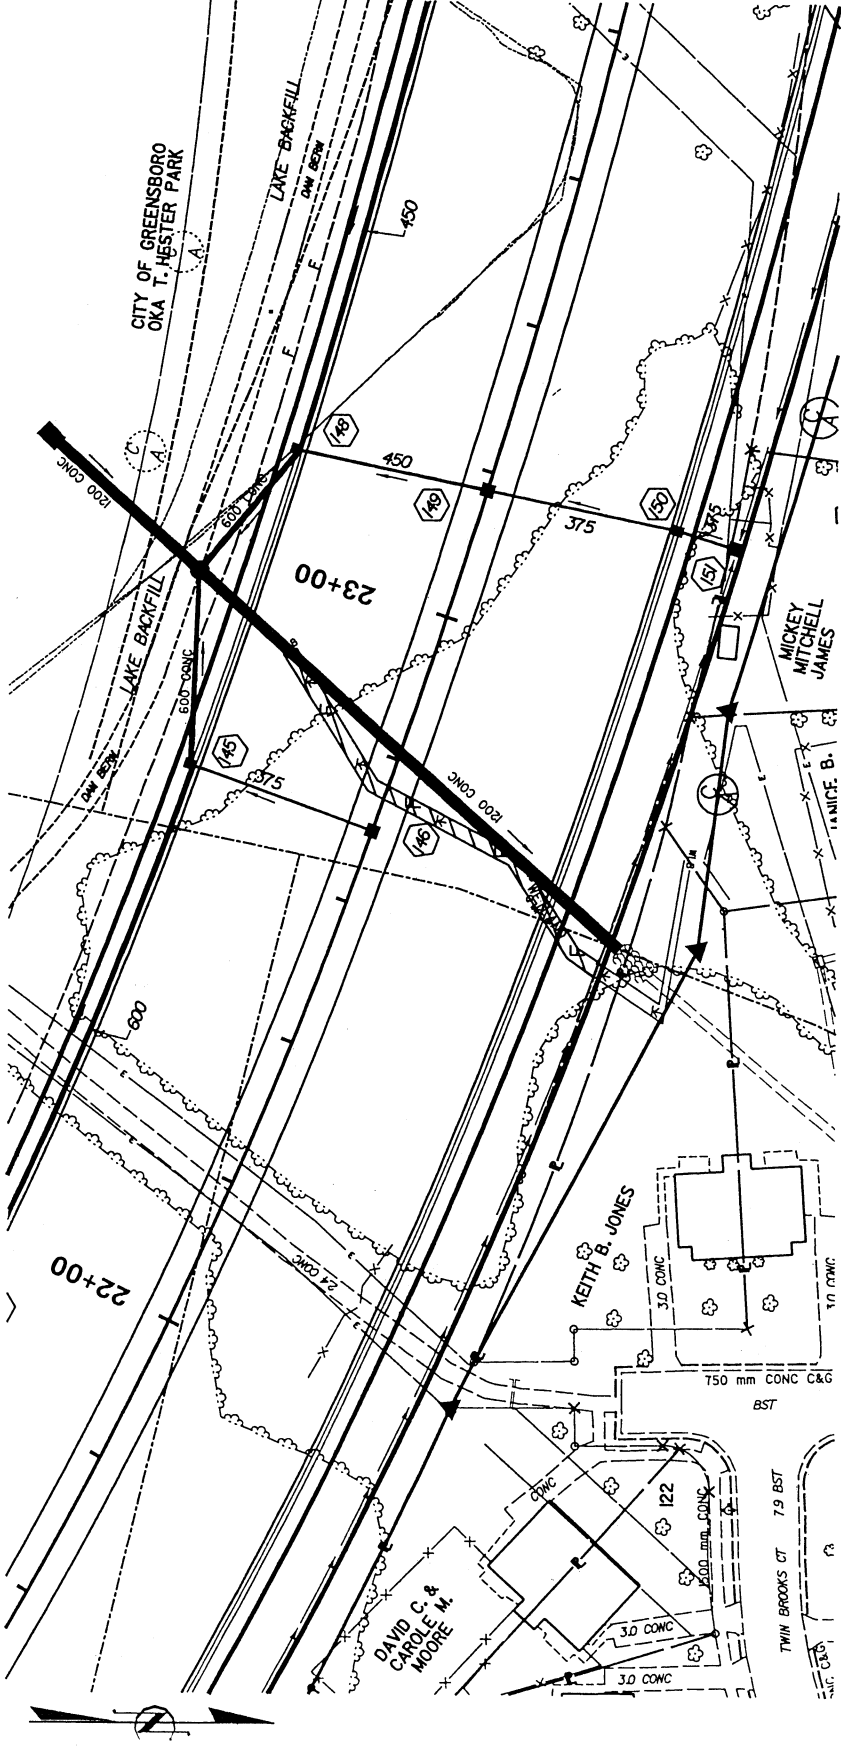 CITY OF GREENSBORO
OKA T. HESTER PARK
LAKE BACKFILL
DAM BERM
C
A
F
F
450
148
C
A
1200 CONC
600 CONC
450
149
150
375
375
151
C
A
23+00
LAKE BACKFILL
DAM BERM
600 CONC
145
375
146
1200 CONC
MICKEY
MITCHELL
JAMES
JANICE B.
C
600
22+00
2.4 CONC
KEITH B. JONES
3.0 CONC
3.0 CONC
750 mm CONC C&G
BST
CONC
122
1500 mm CONC
7.9 BST
TWIN BROOKS CT
DAVID C. &
CAROLE M.
MOORE
3.0 CONC
3.0 CONC